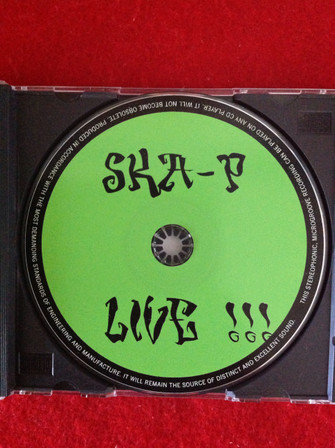 SKA-P
LIVE !!!
THIS STEREOPHONIC, MICROGROOVE RECORDING CAN BE PLAYED ON ANY CD PLAYER. IT WILL NOT BECOME OBSOLETE. PRODUCED IN ACCORDANCE WITH THE MOST DEMANDING STANDARDS OF ENGINEERING AND MANUFACTURE. IT WILL REMAIN THE SOURCE OF DISTINCT AND EXCELLENT SOUND.